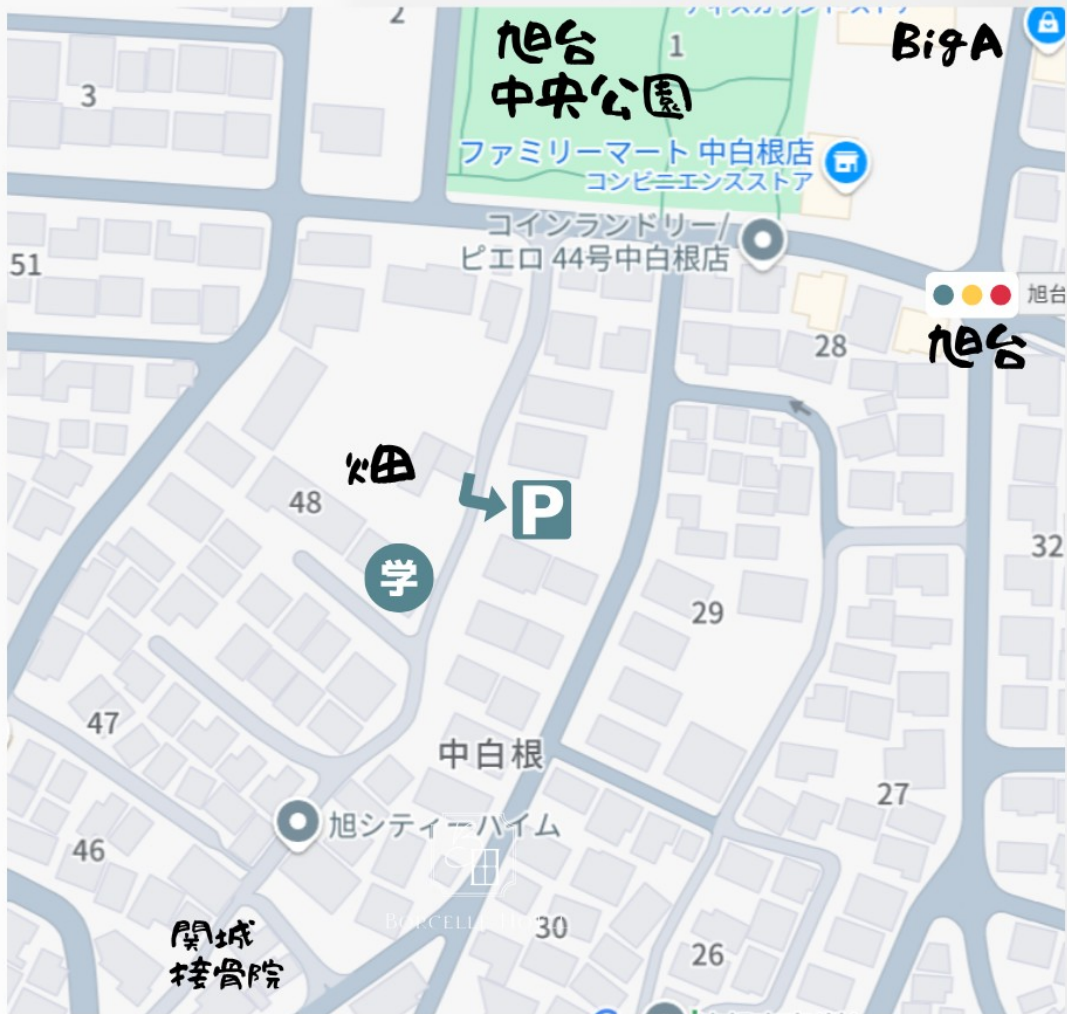 2
旭台
中央公園
1
BigA
3
ファミリーマート 中白根店
コンビニエンスストア
コインランドリー/
ピエロ 44号中白根店
51
旭台
旭台
28
畑
P
48
学
32
29
47
中白根
27
旭シティーハイム
46
関城
接骨院
30
26